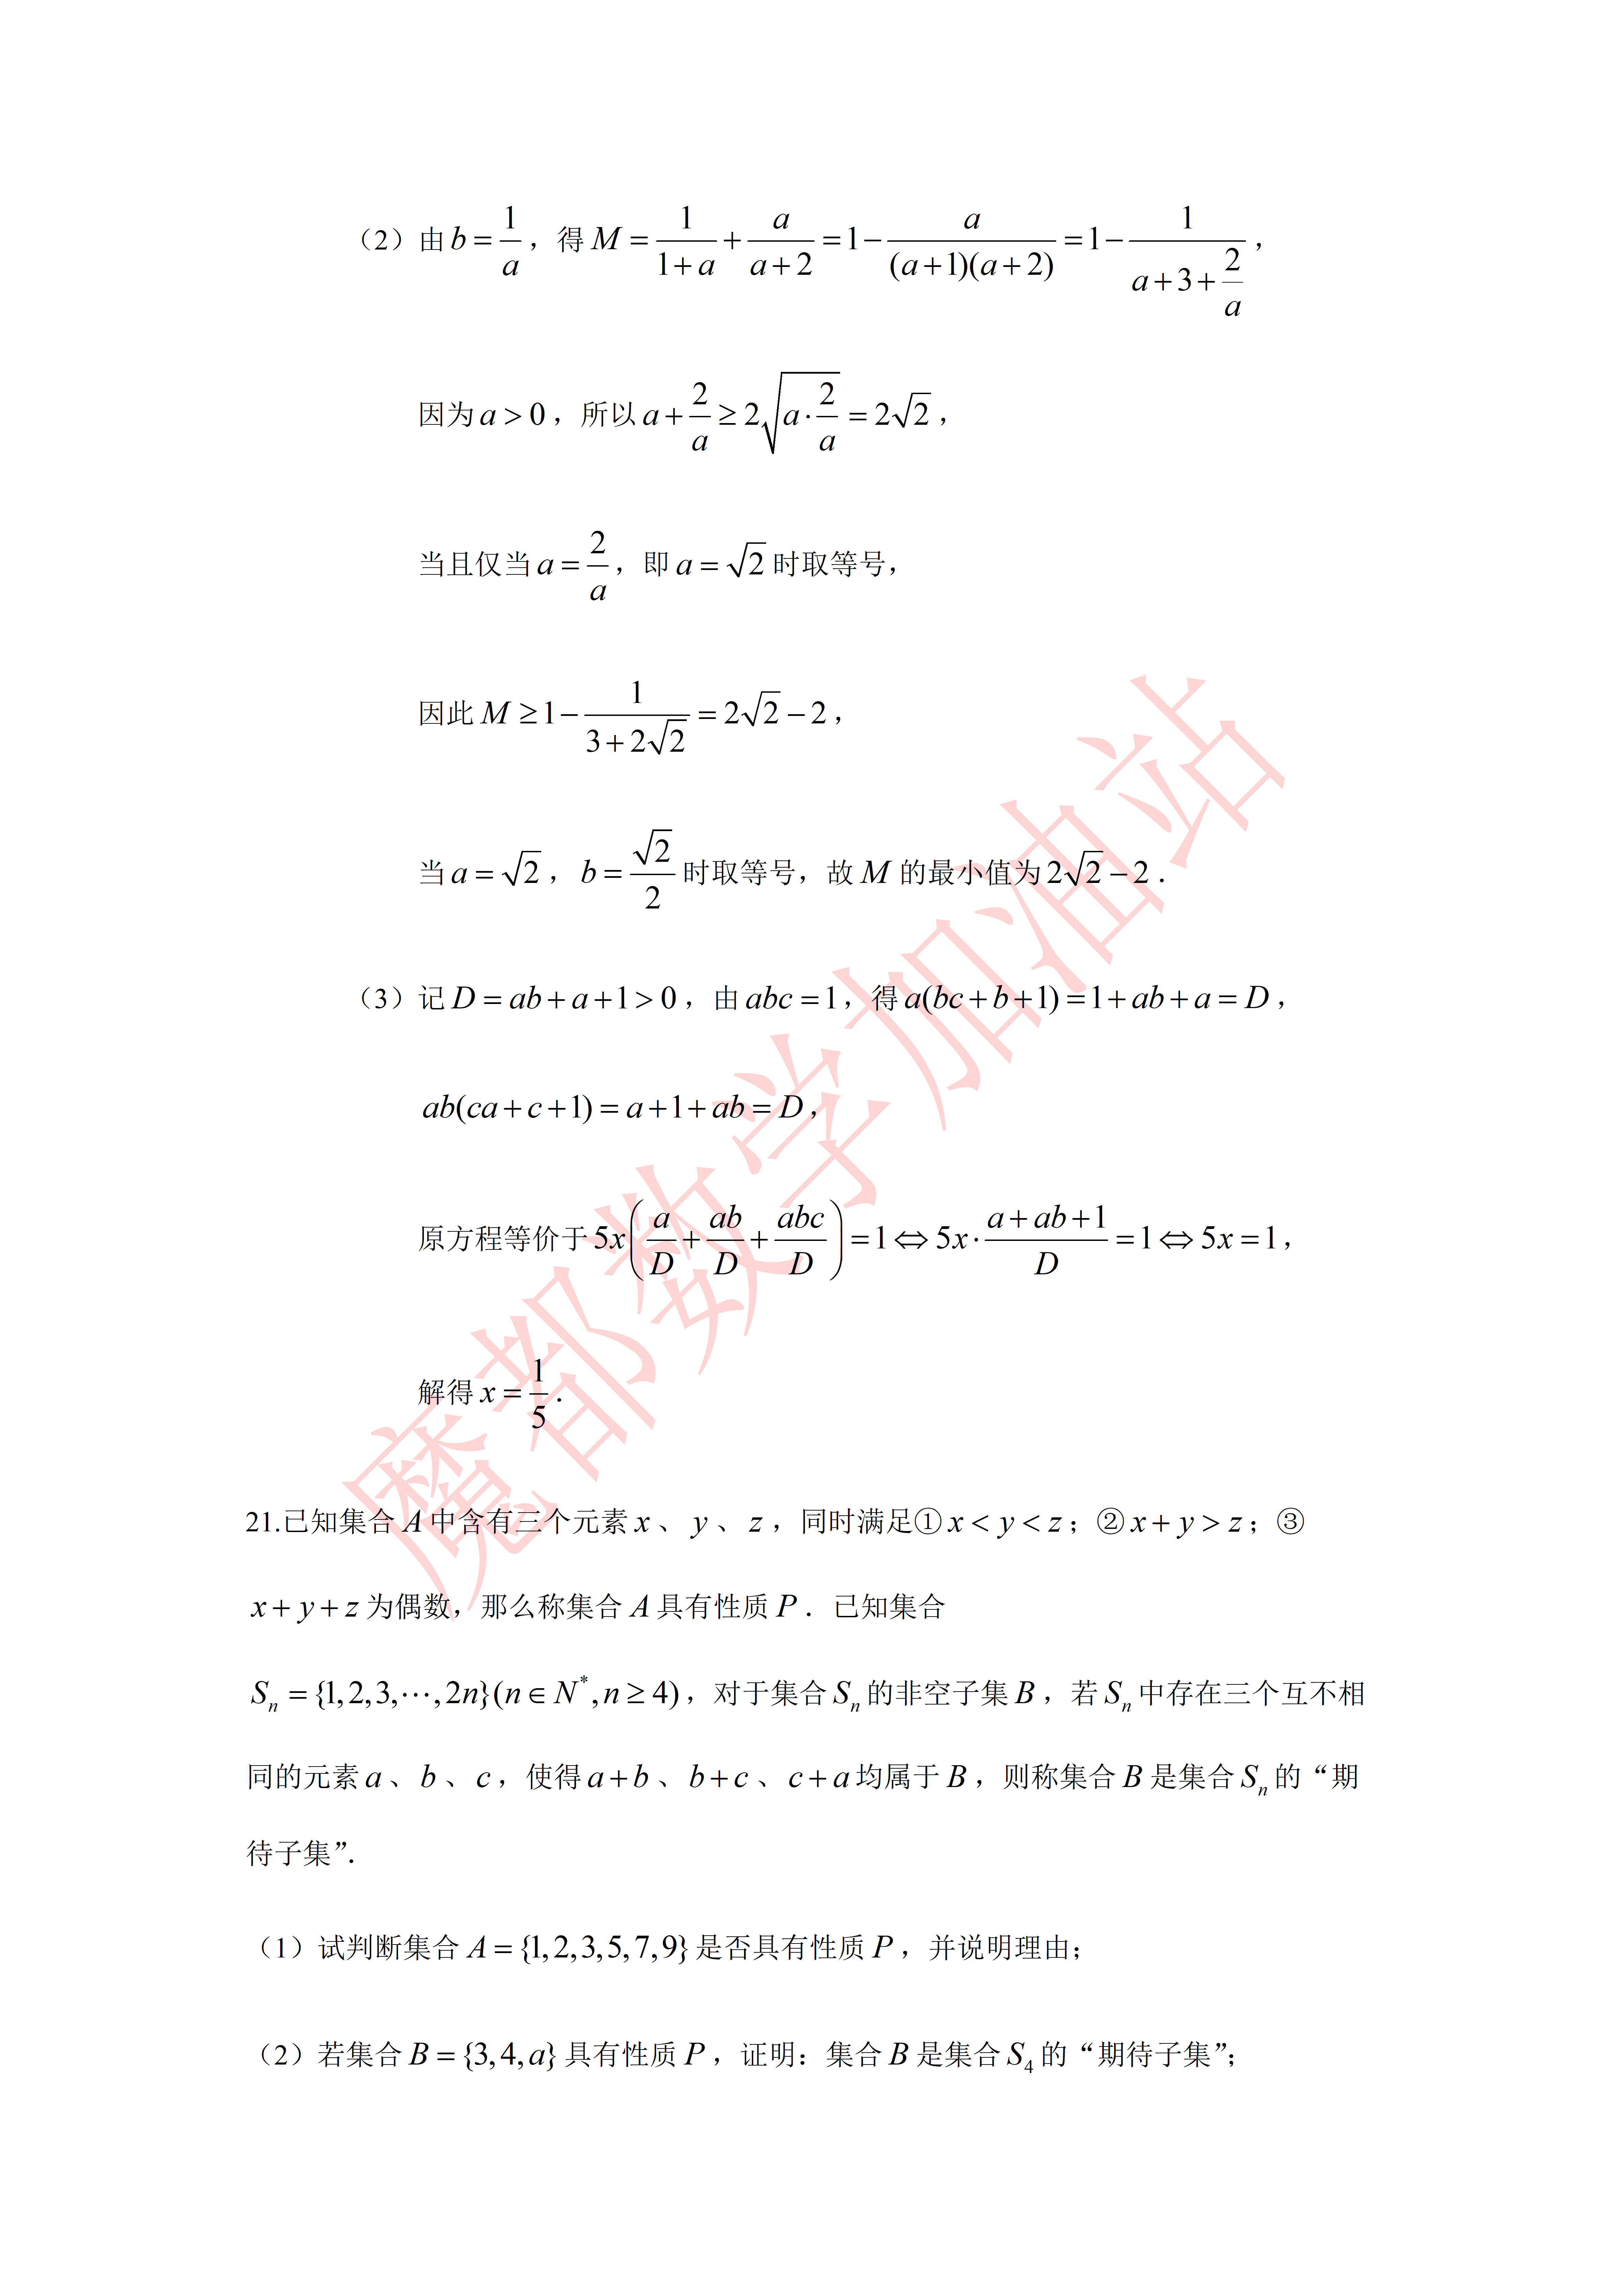 （2）由 $b=\frac{1}{a}$，得 $M=\frac{1}{1+a}+\frac{a}{a+2}=1-\frac{a}{(a+1)(a+2)}=1-\frac{1}{a+3+\frac{2}{a}}$，
因为 $a>0$，所以 $a+\frac{2}{a}\geq 2\sqrt{a\cdot\frac{2}{a}}=2\sqrt{2}$，
当且仅当 $a=\frac{2}{a}$，即 $a=\sqrt{2}$ 时取等号，
因此 $M\geq 1-\frac{1}{3+2\sqrt{2}}=2\sqrt{2}-2$，
当 $a=\sqrt{2}$，$b=\frac{\sqrt{2}}{2}$ 时取等号，故 $M$ 的最小值为 $2\sqrt{2}-2$．
（3）记 $D=ab+a+1>0$，由 $abc=1$，得 $a(bc+b+1)=1+ab+a=D$，
$ab(ca+c+1)=a+1+ab=D$，
原方程等价于 $5x\left(\frac{a}{D}+\frac{ab}{D}+\frac{abc}{D}\right)=1\Leftrightarrow 5x\cdot\frac{a+ab+1}{D}=1\Leftrightarrow 5x=1$，
解得 $x=\frac{1}{5}$．
21.已知集合 $A$ 中含有三个元素 $x$、$y$、$z$，同时满足① $x<y<z$；② $x+y>z$；③
$x+y+z$ 为偶数，那么称集合 $A$ 具有性质 $P$．已知集合
$S_n=\{1,2,3,\cdots,2n\}(n\in N^*,n\geq 4)$，对于集合 $S_n$ 的非空子集 $B$，若 $S_n$ 中存在三个互不相
同的元素 $a$、$b$、$c$，使得 $a+b$、$b+c$、$c+a$ 均属于 $B$，则称集合 $B$ 是集合 $S_n$ 的“期
待子集”．
（1）试判断集合 $A=\{1,2,3,5,7,9\}$ 是否具有性质 $P$，并说明理由；
（2）若集合 $B=\{3,4,a\}$ 具有性质 $P$，证明：集合 $B$ 是集合 $S_4$ 的“期待子集”；
魔都数学加油站